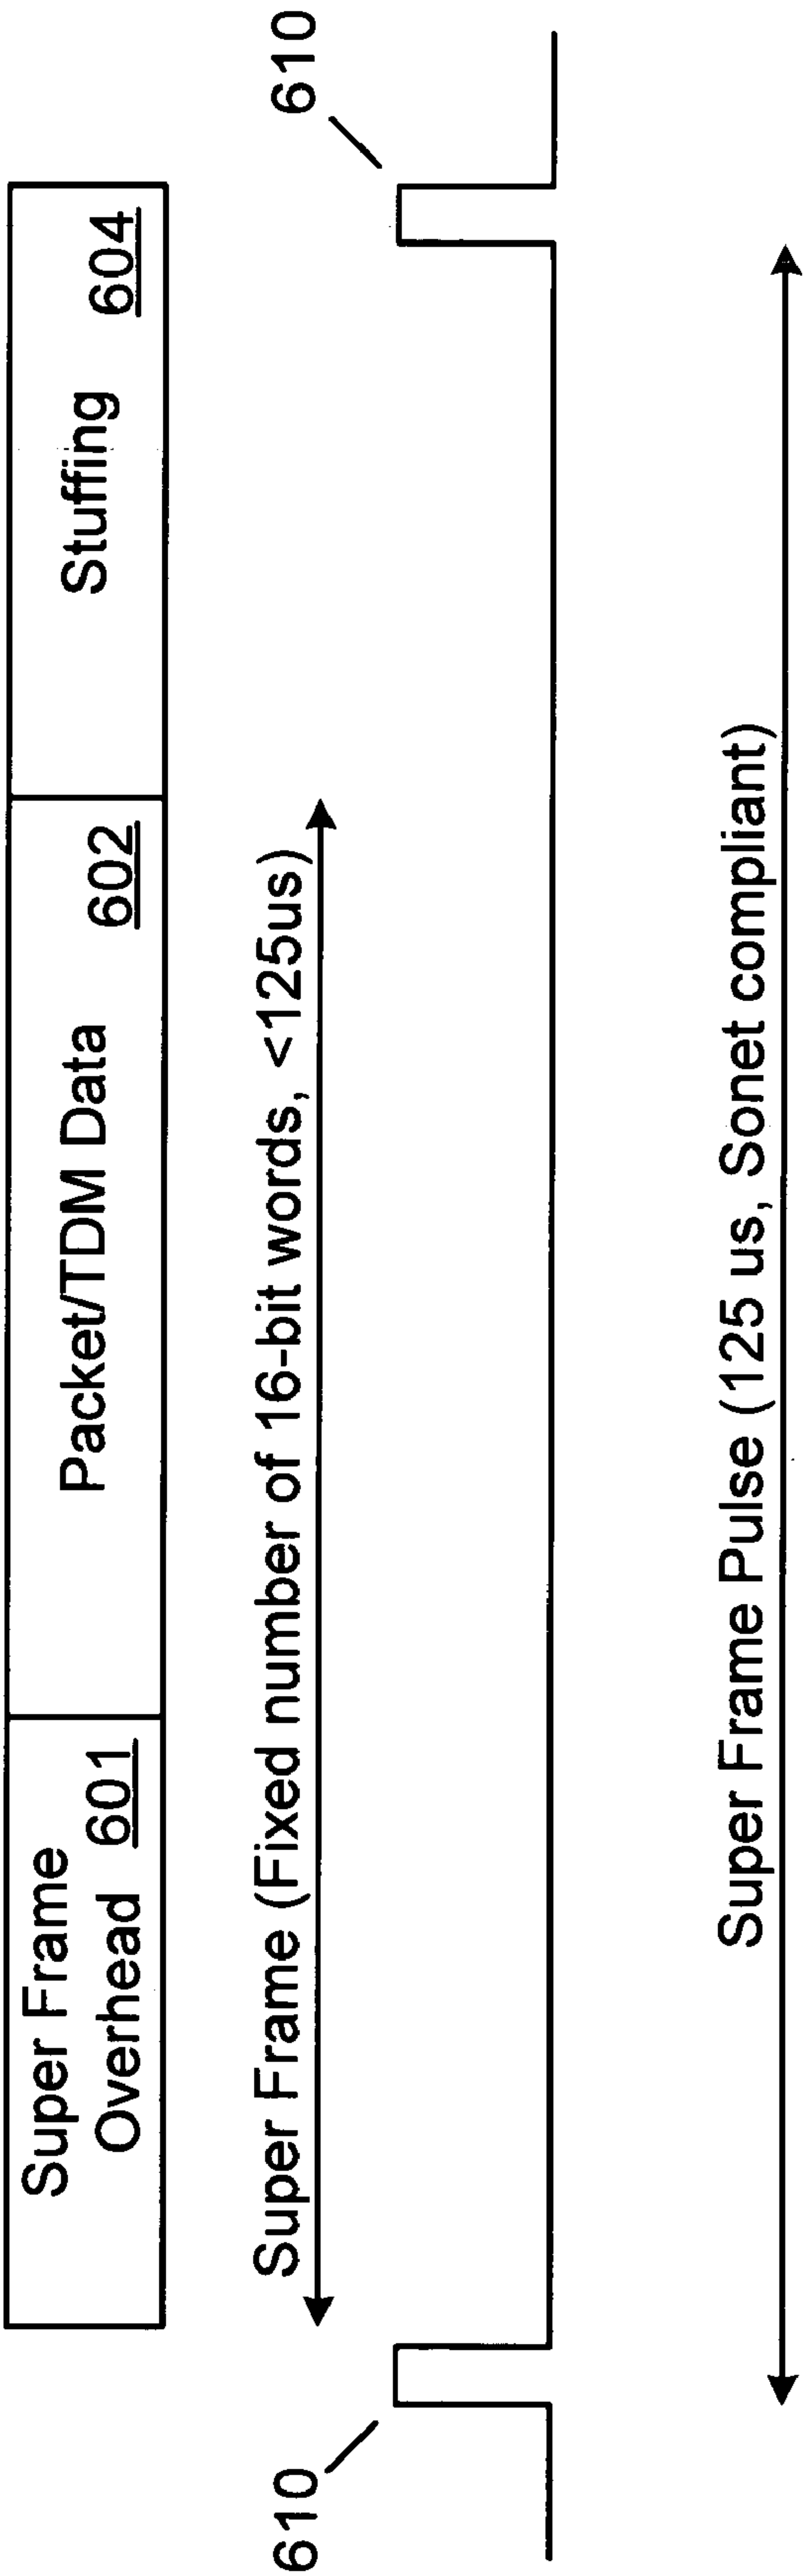 Super Frame
Overhead 601
Packet/TDM Data 602
Stuffing 604
Super Frame (Fixed number of 16-bit words, <125us)
610
610
Super Frame Pulse (125 us, Sonet compliant)